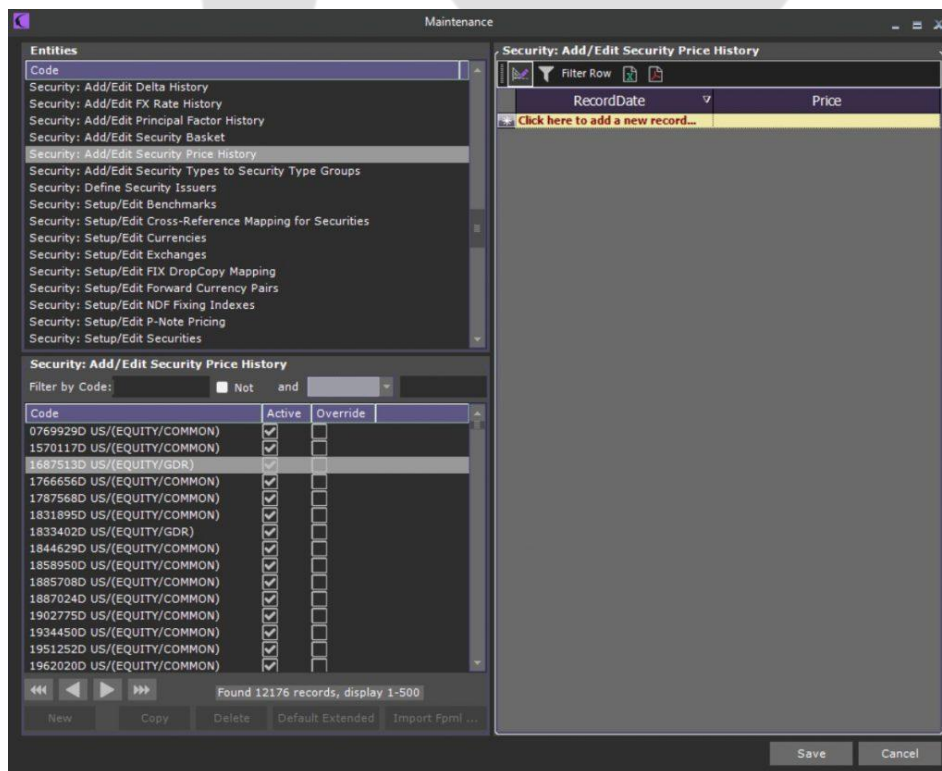 Maintenance
Entities
Code
Security: Add/Edit Delta History
Security: Add/Edit FX Rate History
Security: Add/Edit Principal Factor History
Security: Add/Edit Security Basket
Security: Add/Edit Security Price History
Security: Add/Edit Security Types to Security Type Groups
Security: Define Security Issuers
Security: Setup/Edit Benchmarks
Security: Setup/Edit Cross-Reference Mapping for Securities
Security: Setup/Edit Currencies
Security: Setup/Edit Exchanges
Security: Setup/Edit FIX DropCopy Mapping
Security: Setup/Edit Forward Currency Pairs
Security: Setup/Edit NDF Fixing Indexes
Security: Setup/Edit P-Note Pricing
Security: Setup/Edit Securities
Security: Add/Edit Security Price History
Filter by Code: Not and
Code Active Override
0769929D US/(EQUITY/COMMON)
1570117D US/(EQUITY/COMMON)
1687513D US/(EQUITY/GDR)
1766656D US/(EQUITY/COMMON)
1787568D US/(EQUITY/COMMON)
1831895D US/(EQUITY/COMMON)
1833402D US/(EQUITY/GDR)
1844629D US/(EQUITY/COMMON)
1858950D US/(EQUITY/COMMON)
1885708D US/(EQUITY/COMMON)
1887024D US/(EQUITY/COMMON)
1902775D US/(EQUITY/COMMON)
1934450D US/(EQUITY/COMMON)
1951252D US/(EQUITY/COMMON)
1962020D US/(EQUITY/COMMON)
Found 12176 records, display 1-500
New Copy Delete Default Extended Import Fpml ...
Security: Add/Edit Security Price History
Filter Row
RecordDate Price
Click here to add a new record...
Save Cancel